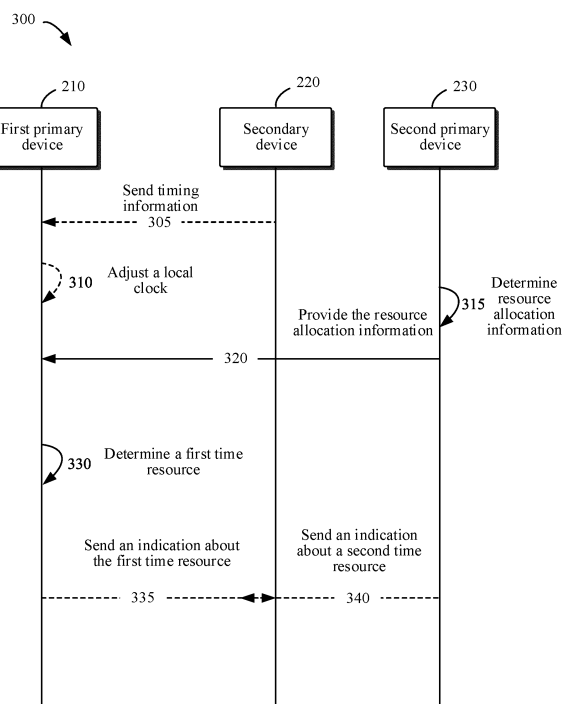 300
210
220
230
First primary
device
Secondary
device
Second primary
device
Send timing
information
305
310
Adjust a local
clock
315
Determine
resource
allocation
information
Provide the resource
allocation information
320
330
Determine a first time
resource
Send an indication about
the first time resource
Send an indication
about a second time
resource
335
340